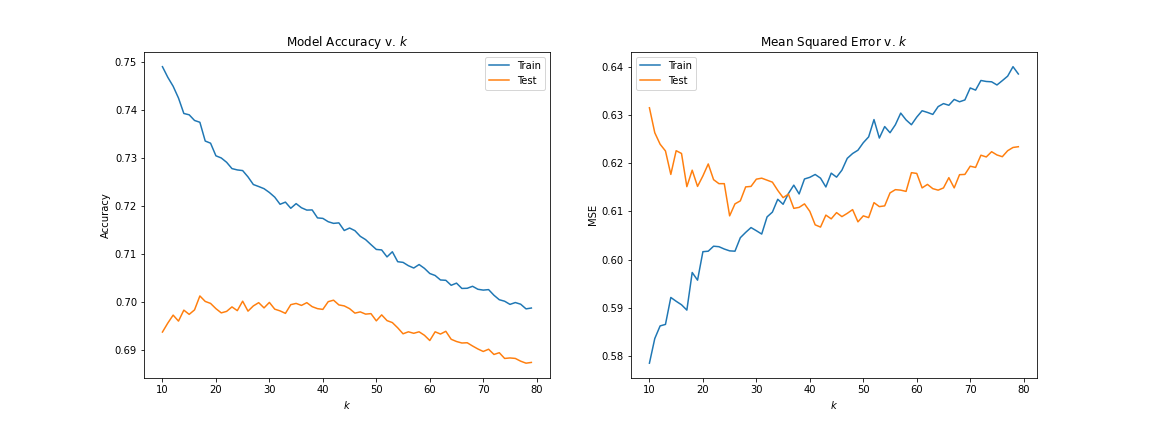 Model Accuracy v. k
Train
Test
0.75
0.74
0.73
0.72
0.71
0.70
0.69
Accuracy
10 20 30 40 50 60 70 80
k
Mean Squared Error v. k
Train
Test
0.64
0.63
0.62
0.61
0.60
0.59
0.58
MSE
10 20 30 40 50 60 70 80
k